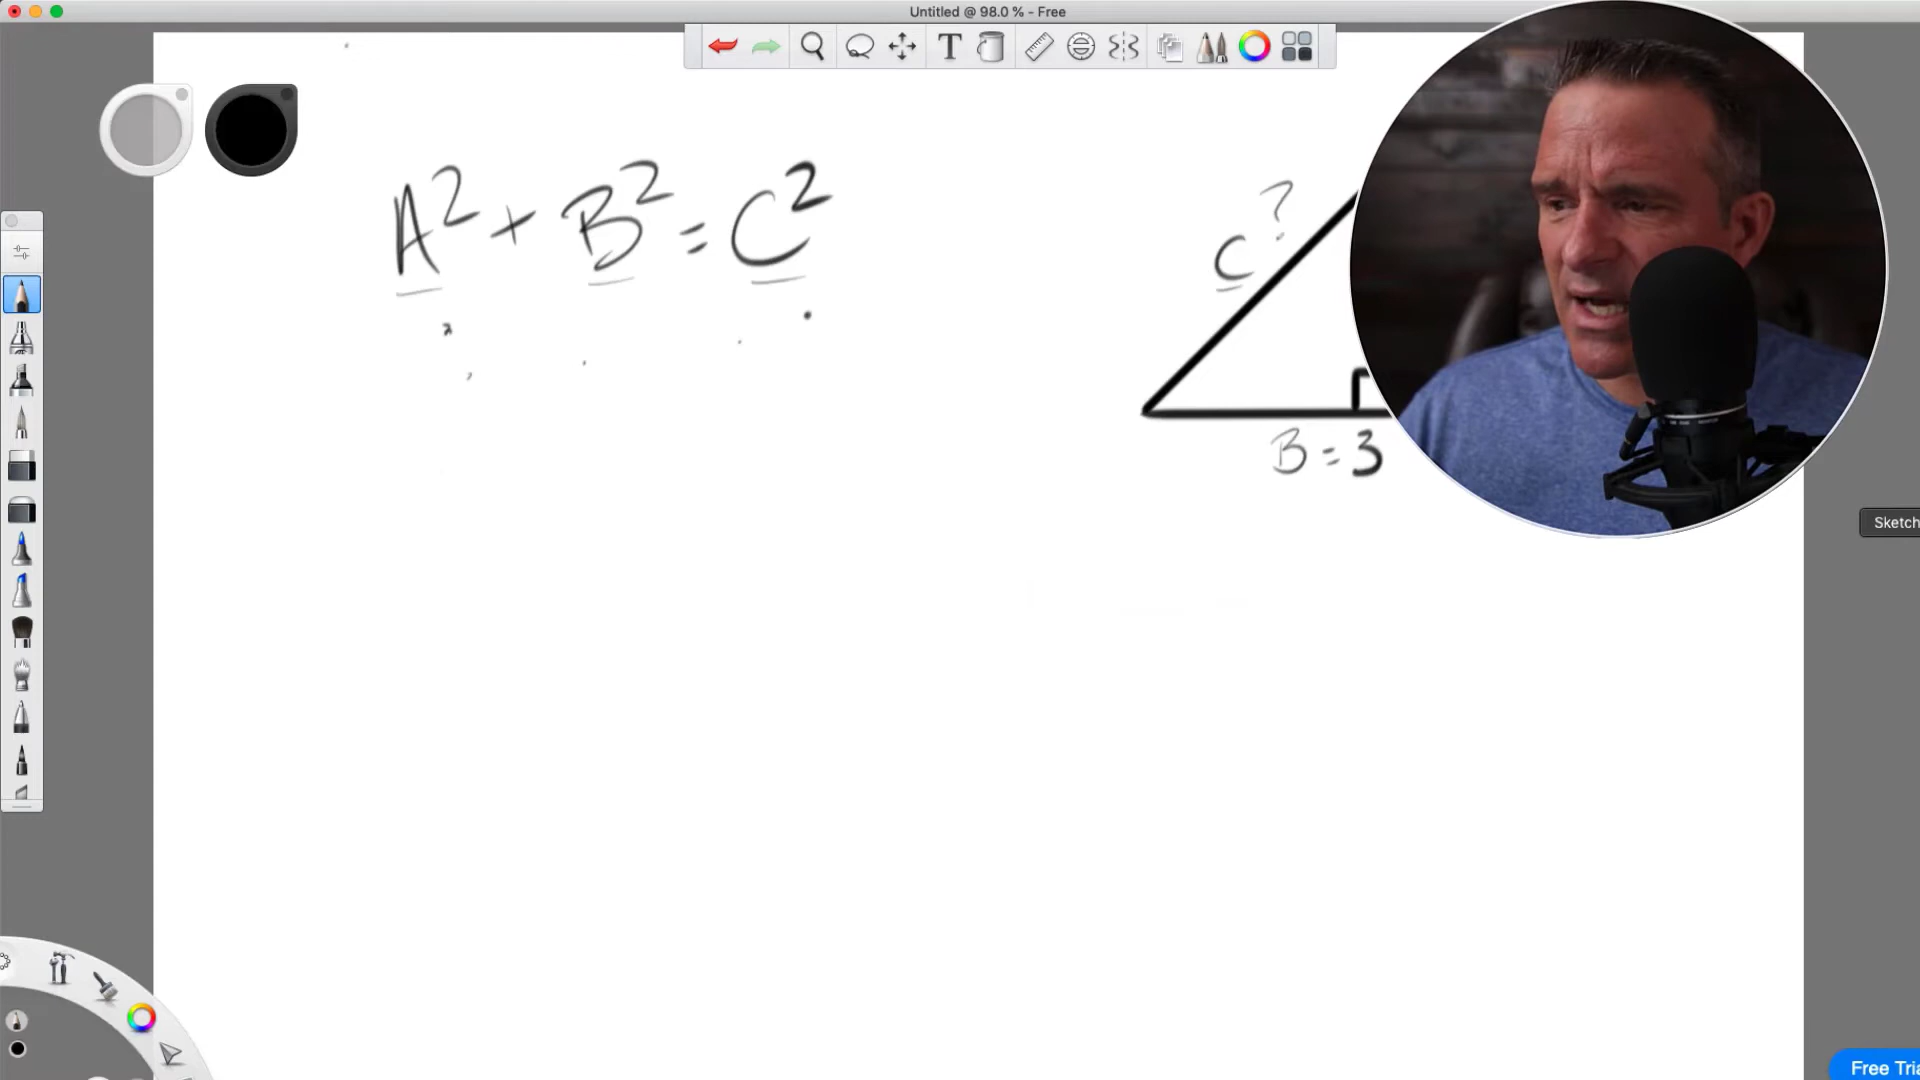 Untitled @ 98.0 % - Free
T
A² + B² = C²
C ?
B = 3
Sketch
Free Tria